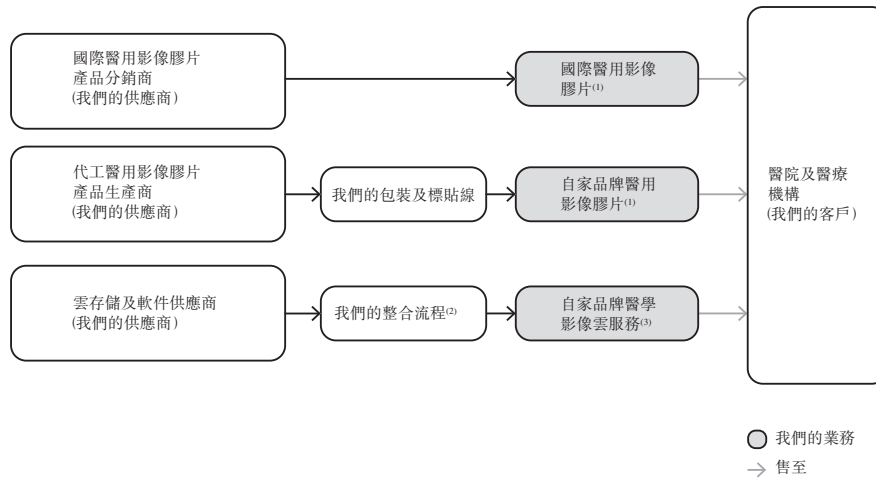 國際醫用影像膠片
產品分銷商
(我們的供應商)
國際醫用影像
膠片(1)
代工醫用影像膠片
產品生產商
(我們的供應商)
我們的包裝及標貼線
自家品牌醫用
影像膠片(1)
醫院及醫療
機構
(我們的客戶)
雲存儲及軟件供應商
(我們的供應商)
我們的整合流程(2)
自家品牌醫學
影像雲服務(3)
我們的業務
售至